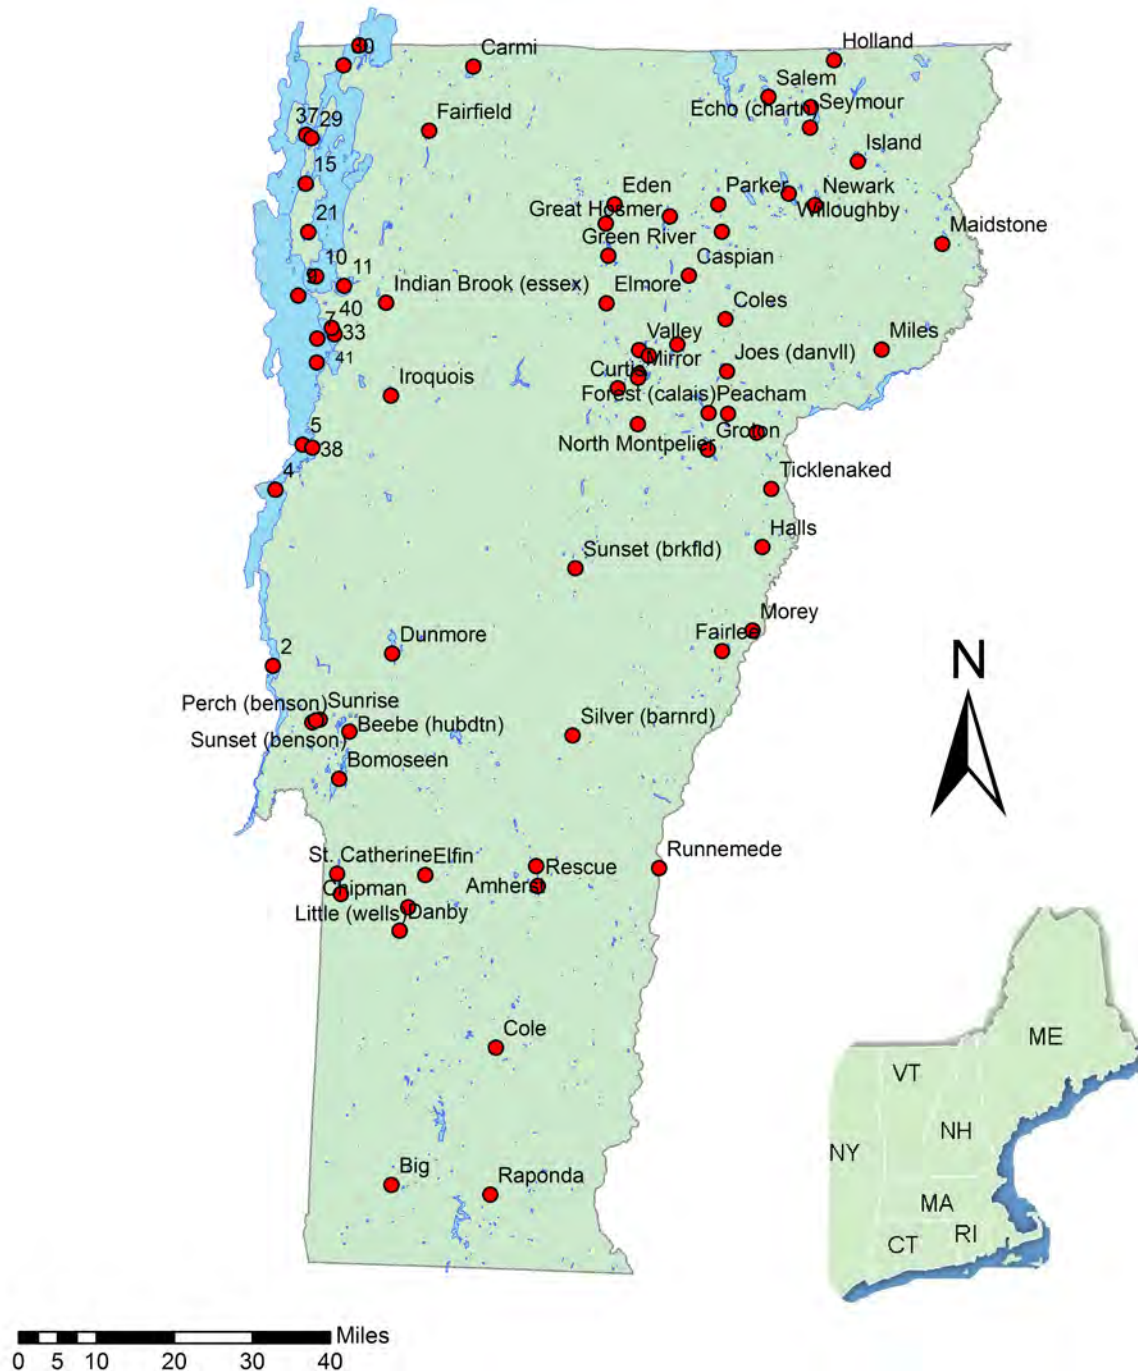 Holland
Carmi
Salem
Echo (chartn)
Seymour
37
29
Fairfield
Island
15
Eden
Parker
Newark
Great Hosmer
Willoughby
21
Green River
Maidstone
10
11
Caspian
Indian Brook (essex)
Elmore
40
Coles
7
33
Valley
Miles
41
Mirror
Joes (danvll)
Curtis
Iroquois
Forest (calais)
Peacham
5
38
North Montpelier
Groton
4
Ticklenaked
Halls
Sunset (brkfld)
Morey
Fairlee
2
Dunmore
N
Perch (benson)
Sunrise
Sunset (benson)
Beebe (hubdtn)
Silver (barnrd)
Bomoseen
St. Catherine
Elfin
Rescue
Runnemede
Chipman
Amherst
Little (wells)
Danby
Cole
ME
VT
NH
NY
Big
Raponda
MA
RI
CT
Miles
0 5 10 20 30 40